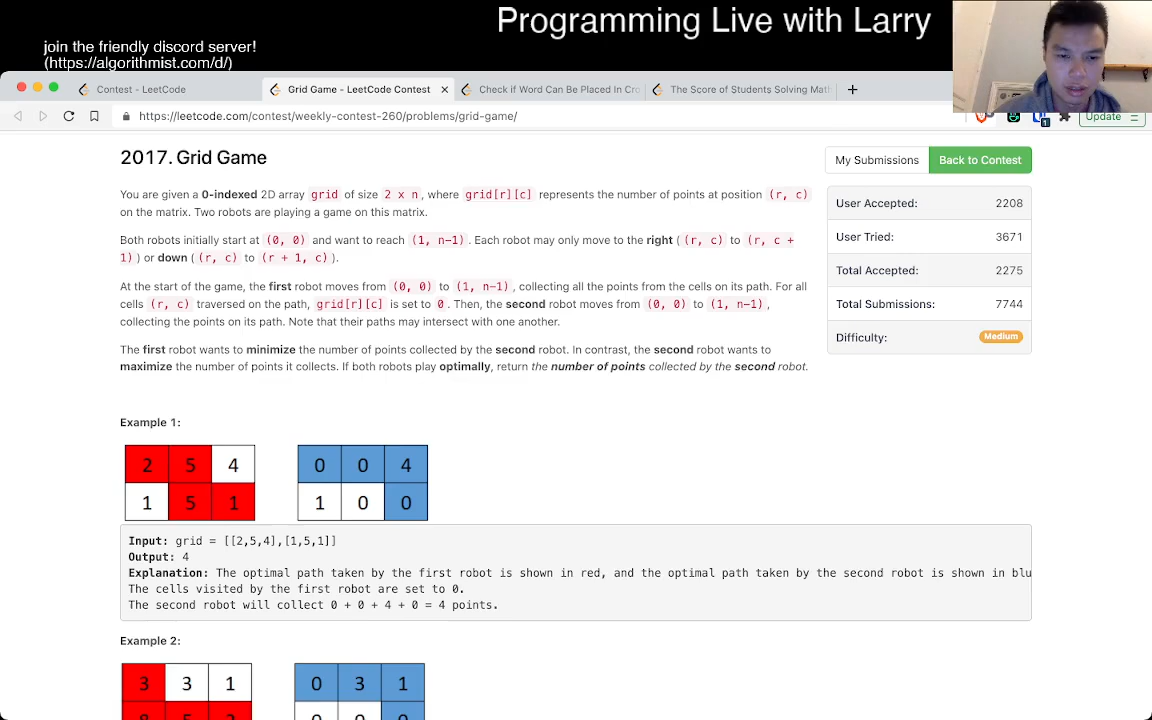 Programming Live with Larry
join the friendly discord server!
(https://algorithmist.com/d/)
Contest - LeetCode
Grid Game - LeetCode Contest
Check if Word Can Be Placed In Cro
The Score of Students Solving Mat
https://leetcode.com/contest/weekly-contest-260/problems/grid-game/
Update
2017. Grid Game
My Submissions
Back to Contest
You are given a 0-indexed 2D array grid of size 2 x n, where grid[r][c] represents the number of points at position (r, c)
on the matrix. Two robots are playing a game on this matrix.
Both robots initially start at (0, 0) and want to reach (1, n-1). Each robot may only move to the right ((r, c) to (r, c +
1)) or down ((r, c) to (r + 1, c)).
At the start of the game, the first robot moves from (0, 0) to (1, n-1), collecting all the points from the cells on its path. For all
cells (r, c) traversed on the path, grid[r][c] is set to 0. Then, the second robot moves from (0, 0) to (1, n-1),
collecting the points on its path. Note that their paths may intersect with one another.
The first robot wants to minimize the number of points collected by the second robot. In contrast, the second robot wants to
maximize the number of points it collects. If both robots play optimally, return the number of points collected by the second robot.
User Accepted: 2208
User Tried: 3671
Total Accepted: 2275
Total Submissions: 7744
Difficulty: Medium
Example 1:
2 5 4 0 0 4
1 5 1 1 0 0
Input: grid = [[2,5,4],[1,5,1]]
Output: 4
Explanation: The optimal path taken by the first robot is shown in red, and the optimal path taken by the second robot is shown in blu
The cells visited by the first robot are set to 0.
The second robot will collect 0 + 0 + 4 + 0 = 4 points.
Example 2:
3 3 1 0 3 1